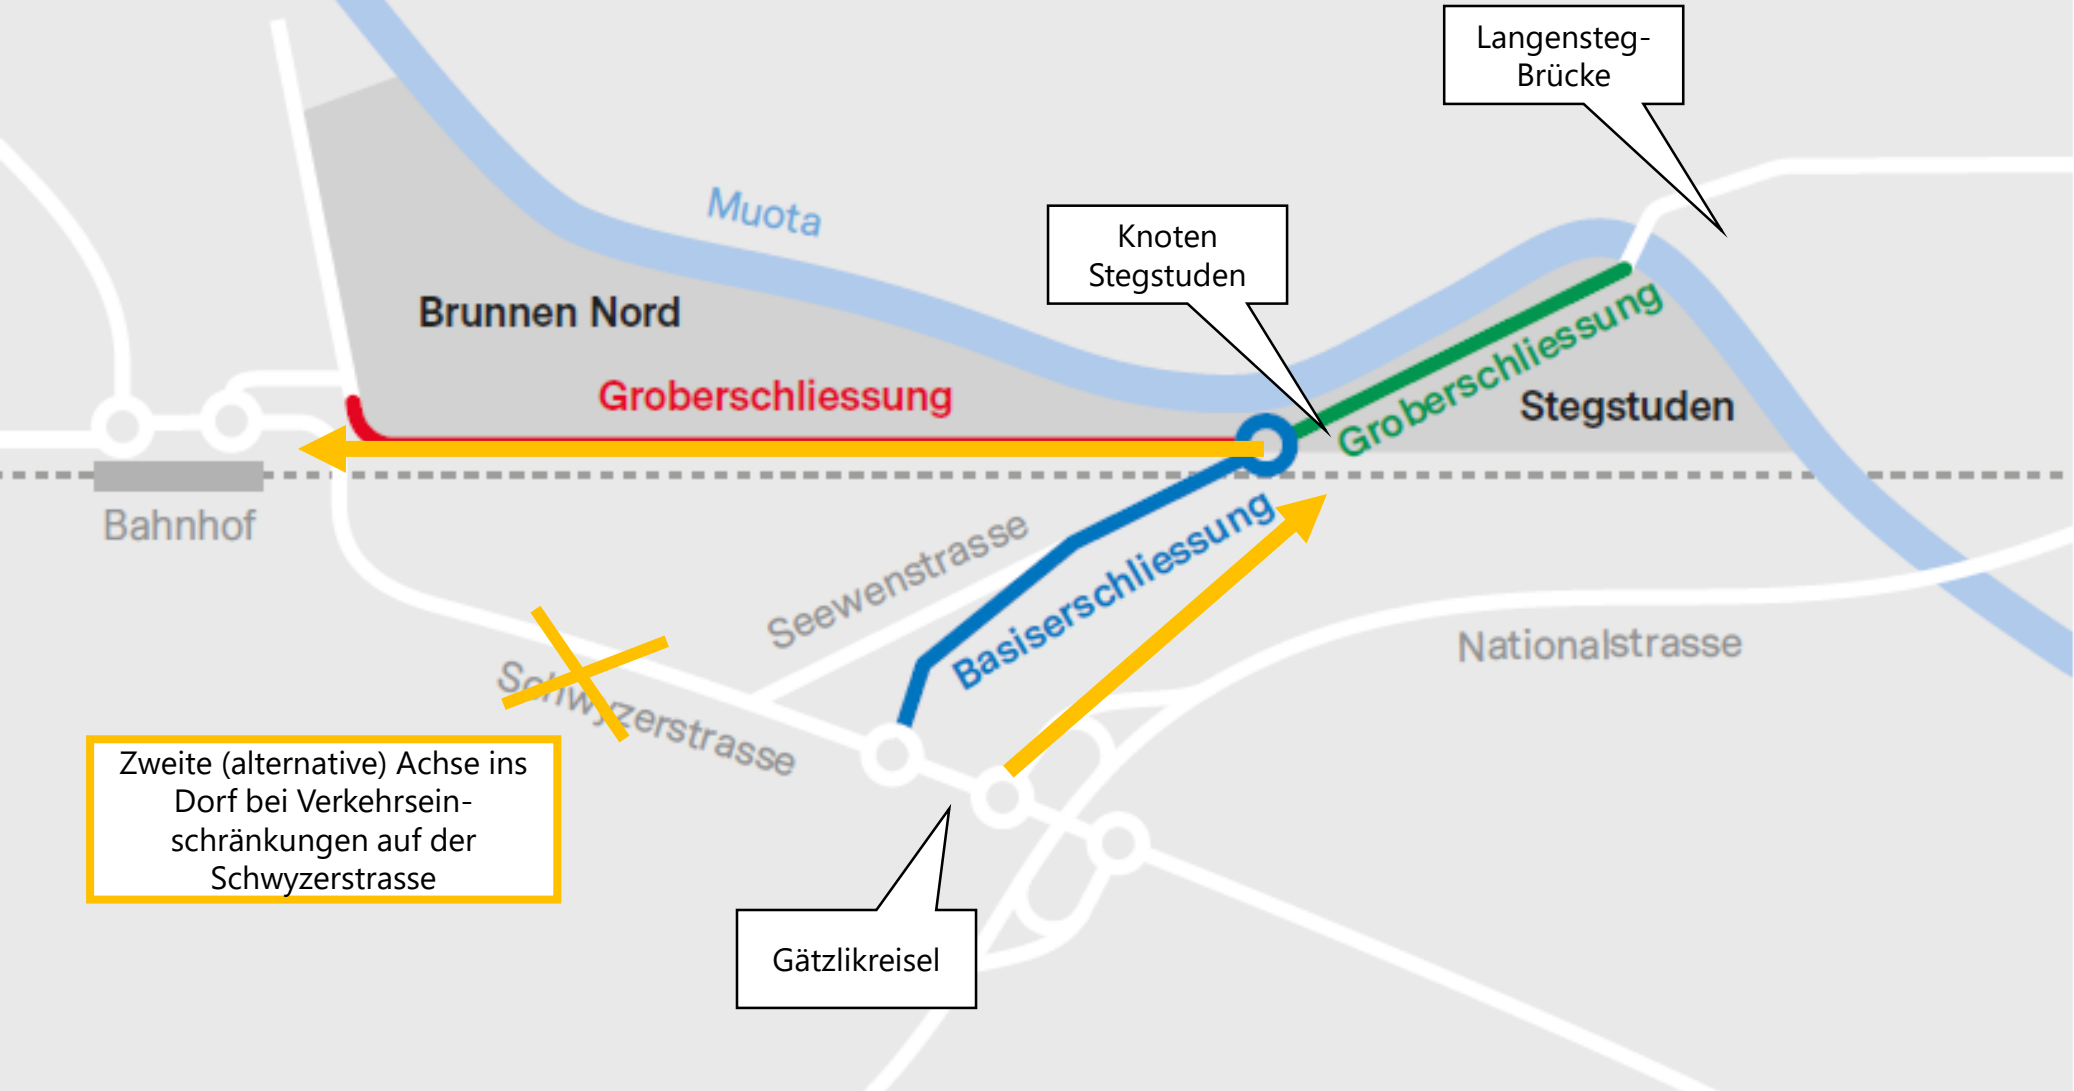 Langensteg-
Brücke
Muota
Knoten
Stegstuden
Brunnen Nord
Groberschliessung
Groberschliessung
Stegstuden
Bahnhof
Seewenstrasse
Basiserschliessung
Nationalstrasse
Schwyzerstrasse
Zweite (alternative) Achse ins
Dorf bei Verkehrsein-
schränkungen auf der
Schwyzerstrasse
Gätzlikreisel